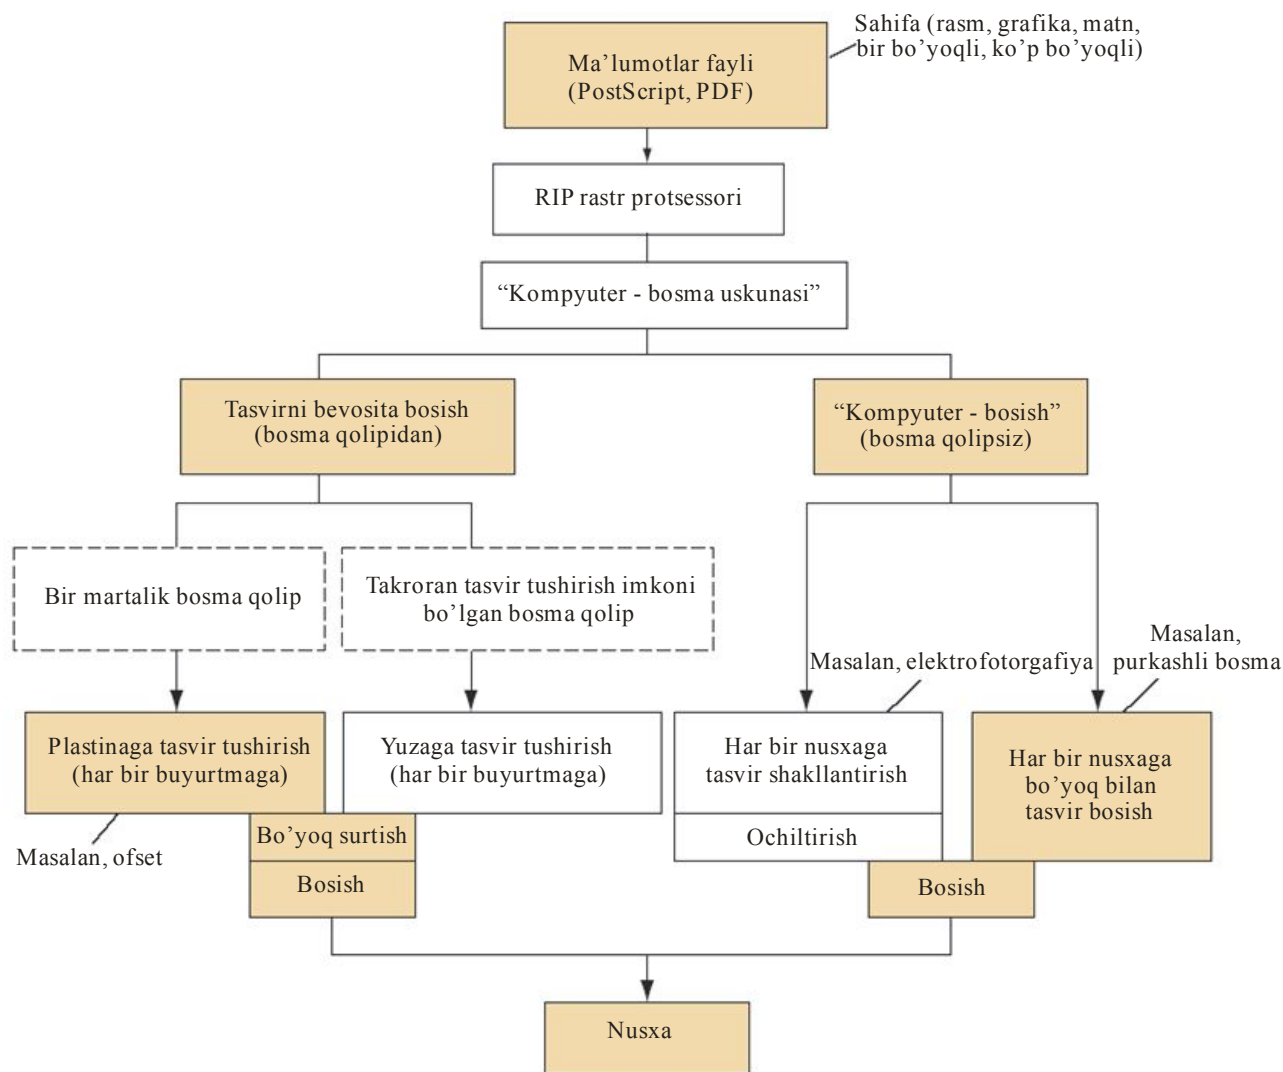 Sahifa (rasm, grafika, matn,
bir bo’yoqli, ko’p bo’yoqli)
Ma’lumotlar fayli
(PostScript, PDF)
RIP rastr protsessori
“Kompyuter - bosma uskunasi”
Tasvirni bevosita bosish
(bosma qolipidan)
“Kompyuter - bosish”
(bosma qolipsiz)
Bir martalik bosma qolip
Takroran tasvir tushirish imkoni
bo’lgan bosma qolip
Masalan, elektrofotorgafiya
Masalan,
purkashli bosma
Plastinaga tasvir tushirish
(har bir buyurtmaga)
Yuzaga tasvir tushirish
(har bir buyurtmaga)
Har bir nusxaga
tasvir shakllantirish
Har bir nusxaga
bo’yoq bilan
tasvir bosish
Masalan, ofset
Bo’yoq surtish
Ochiltirish
Bosish
Bosish
Nusxa